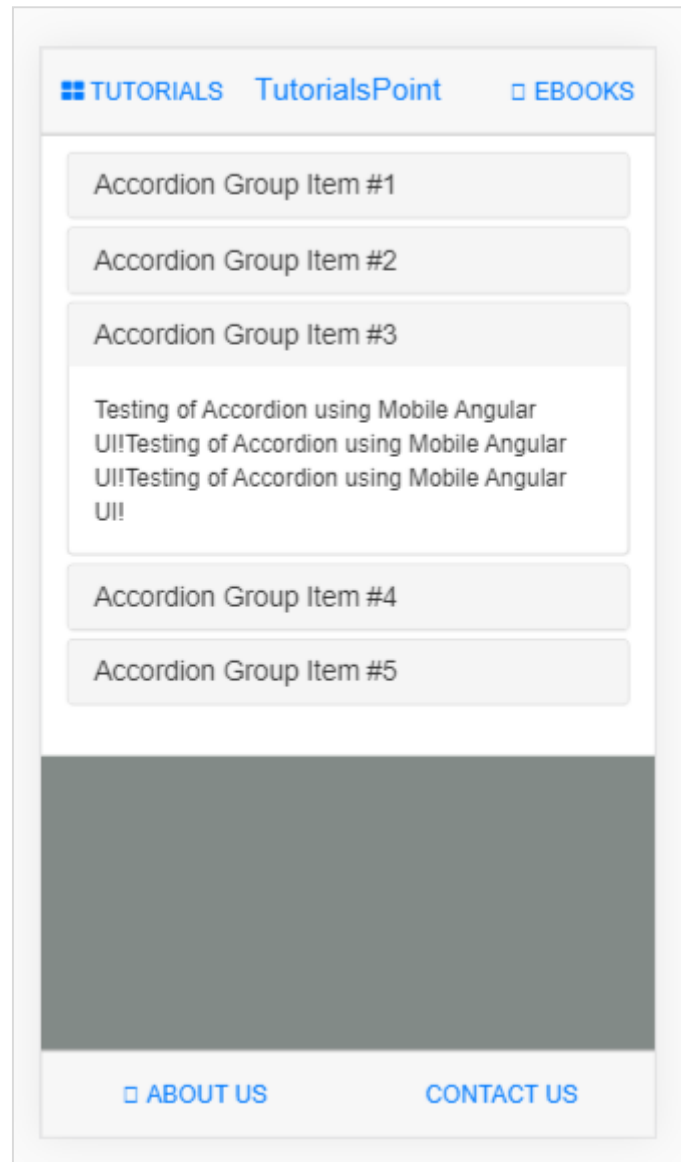 TUTORIALS TutorialsPoint EBOOKS
Accordion Group Item #1
Accordion Group Item #2
Accordion Group Item #3
Testing of Accordion using Mobile Angular
UI!Testing of Accordion using Mobile Angular
UI!Testing of Accordion using Mobile Angular
UI!
Accordion Group Item #4
Accordion Group Item #5
ABOUT US CONTACT US